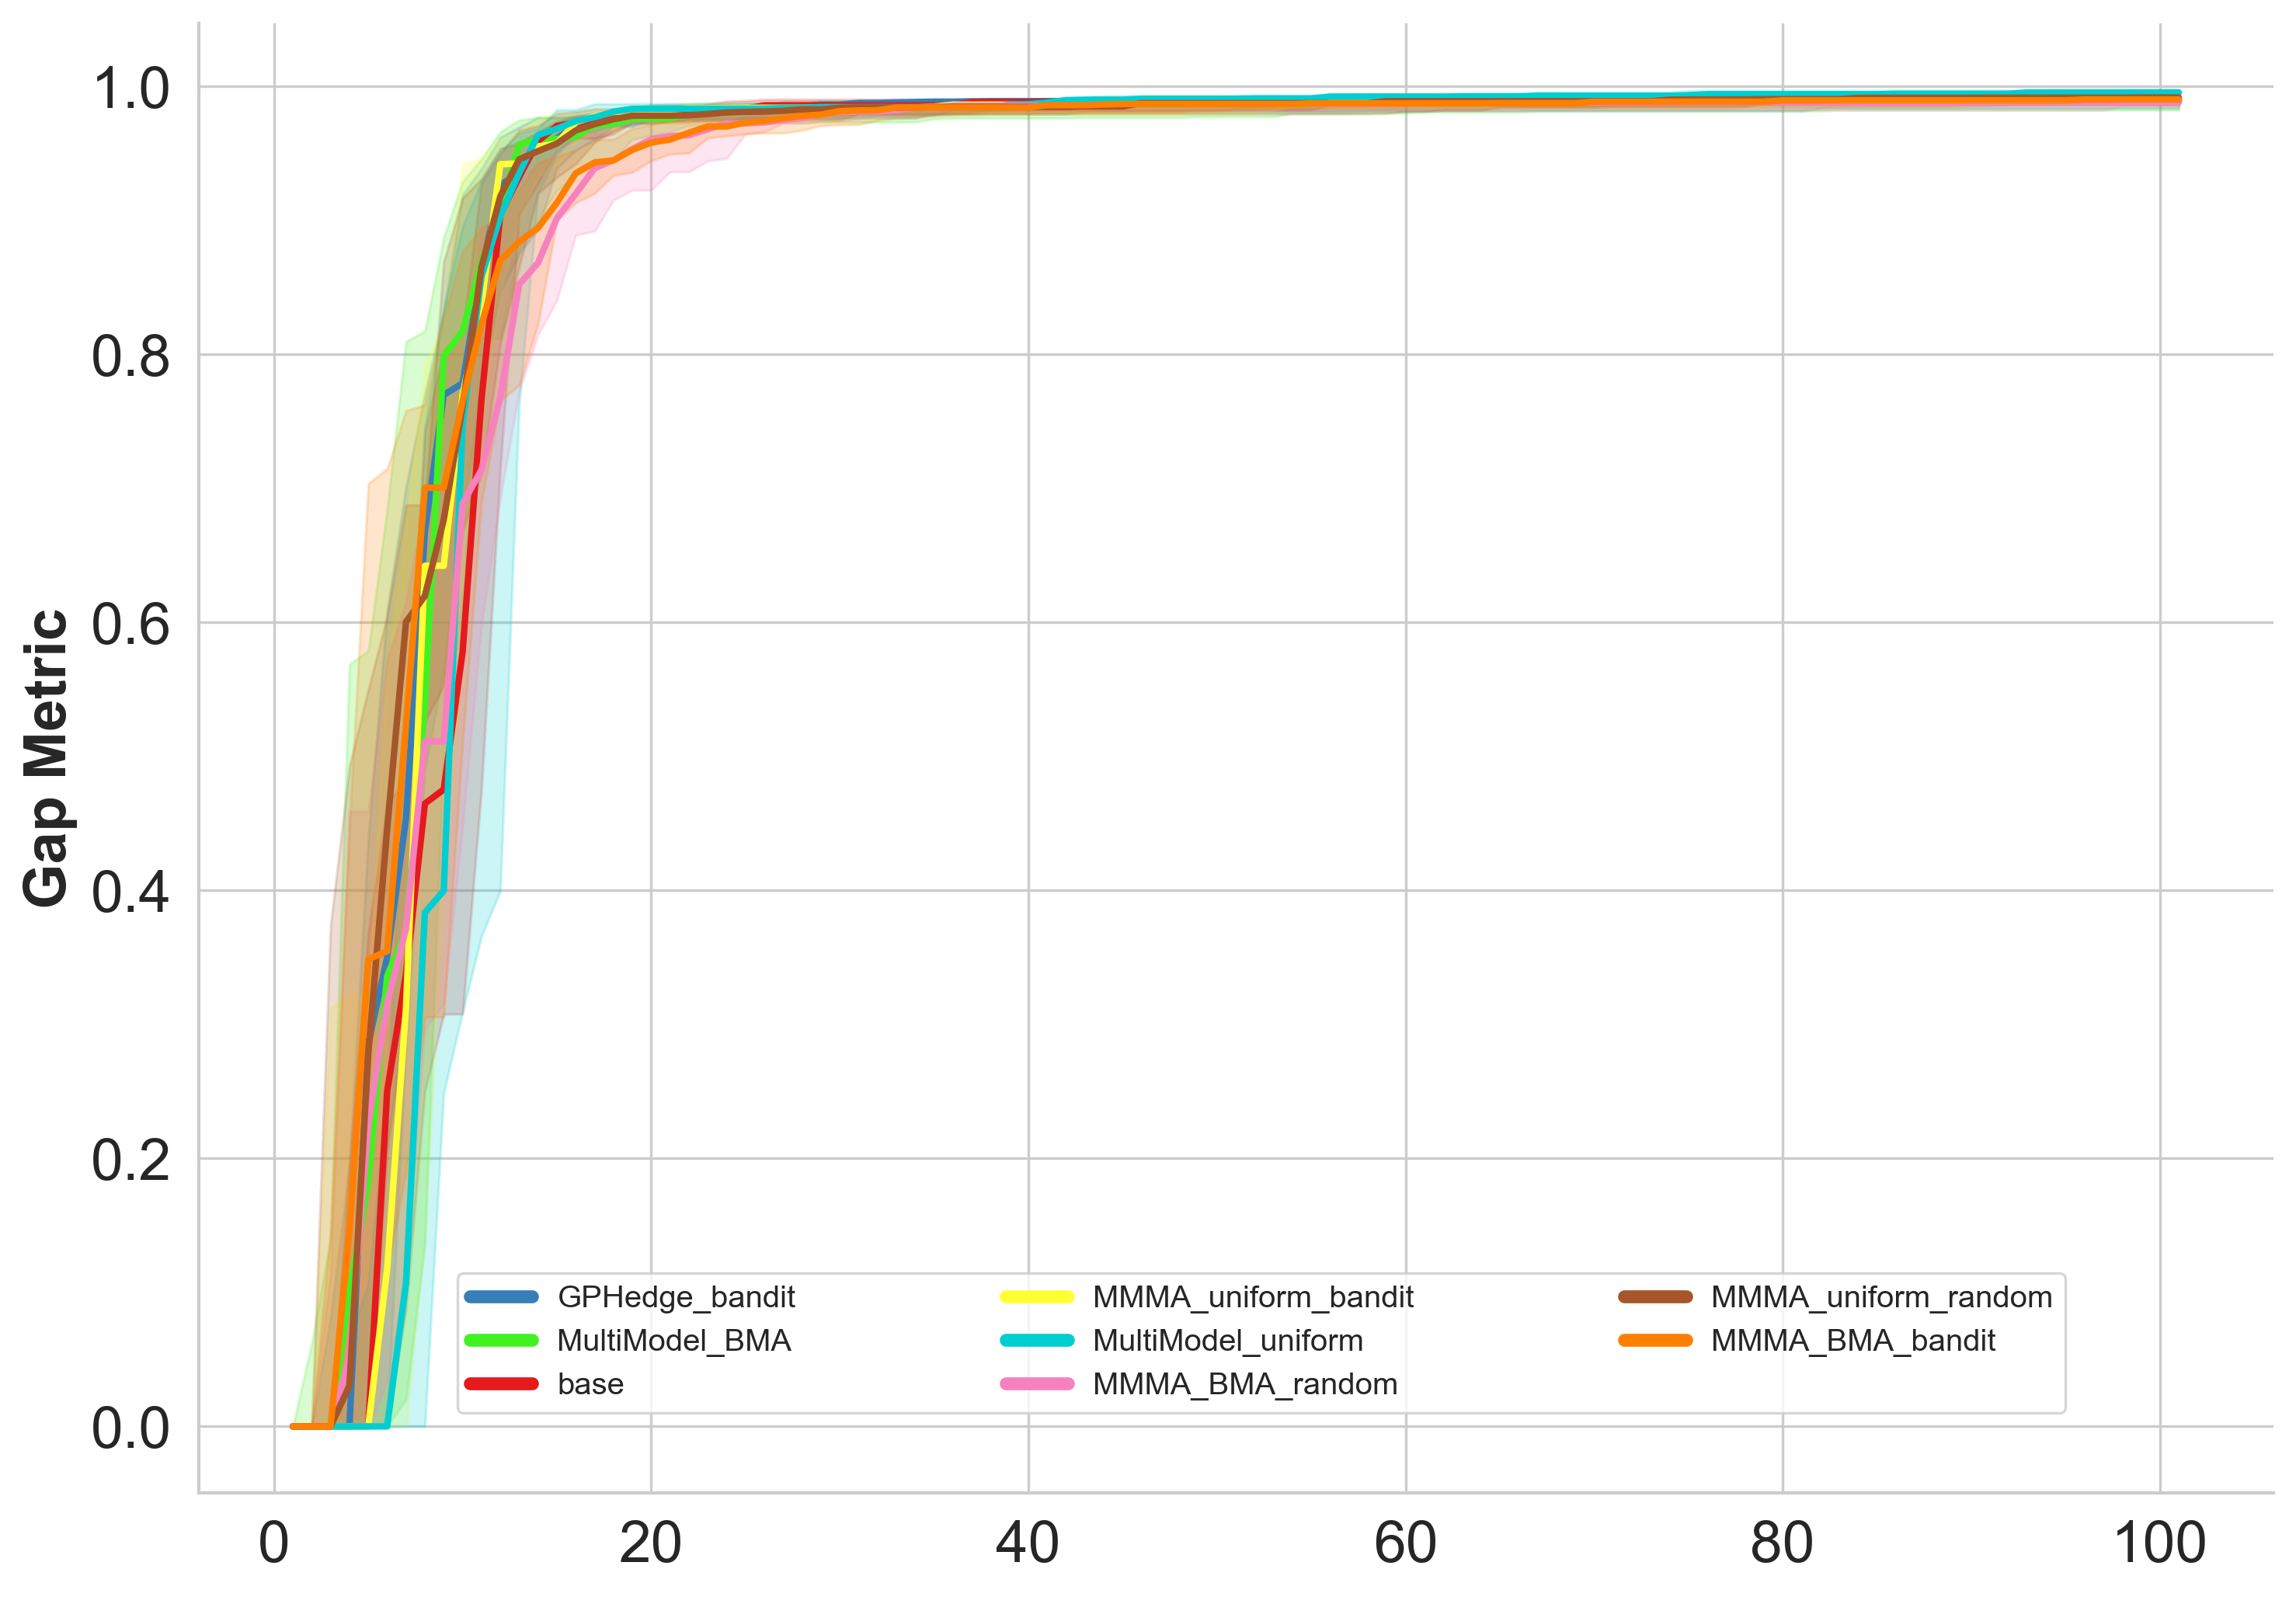 1.0
0.8
0.6
0.4
0.2
0.0
Gap Metric
GPHedge_bandit
MultiModel_BMA
base
MMMA_uniform_bandit
MultiModel_uniform
MMMA_BMA_random
MMMA_uniform_random
MMMA_BMA_bandit
0 20 40 60 80 100